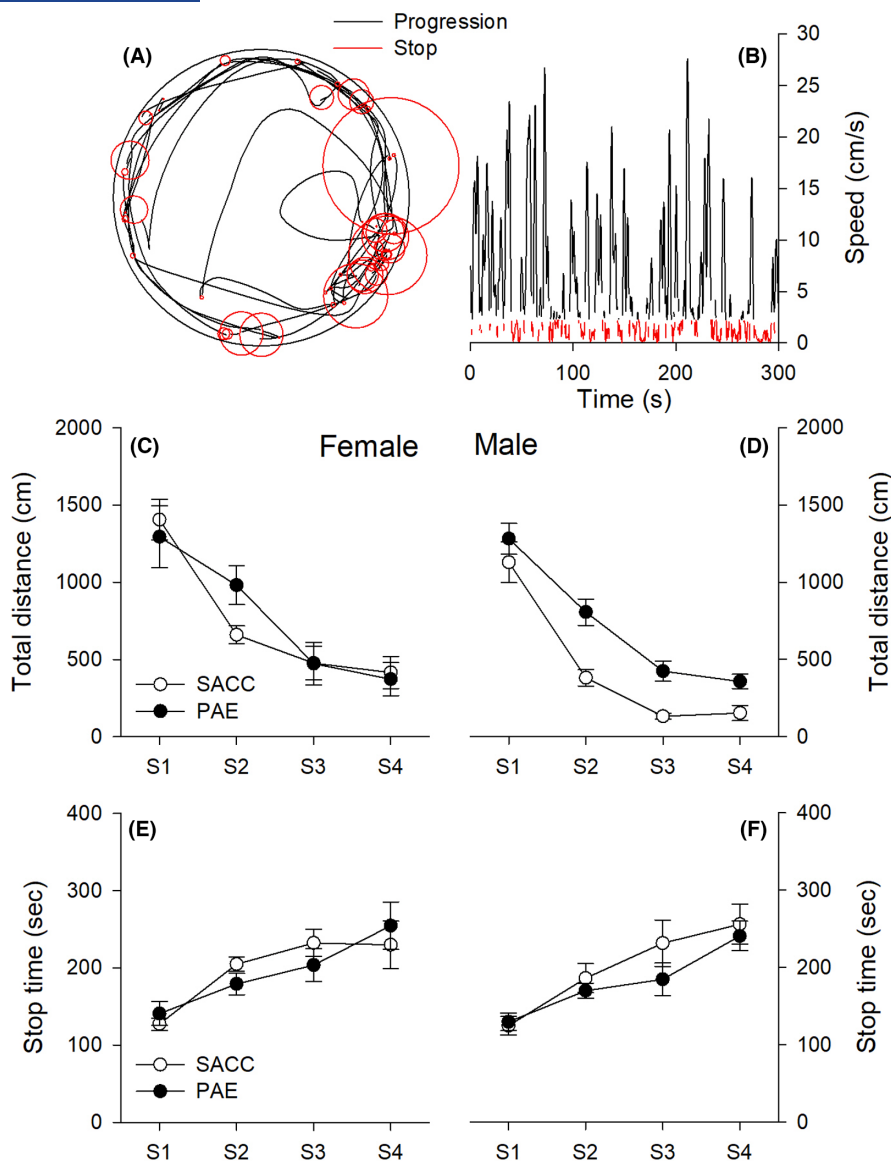 Progression
Stop
(A)
(B)
30
25
20
15
10
5
0
Speed (cm/s)
0 100 200 300
Time (s)
2000
1500
1000
500
0
Total distance (cm)
(C)
Female
SACC
PAE
S1 S2 S3 S4
Male
(D)
2000
1500
1000
500
0
Total distance (cm)
S1 S2 S3 S4
400
300
200
100
0
Stop time (sec)
(E)
SACC
PAE
S1 S2 S3 S4
(F)
400
300
200
100
0
Stop time (sec)
S1 S2 S3 S4